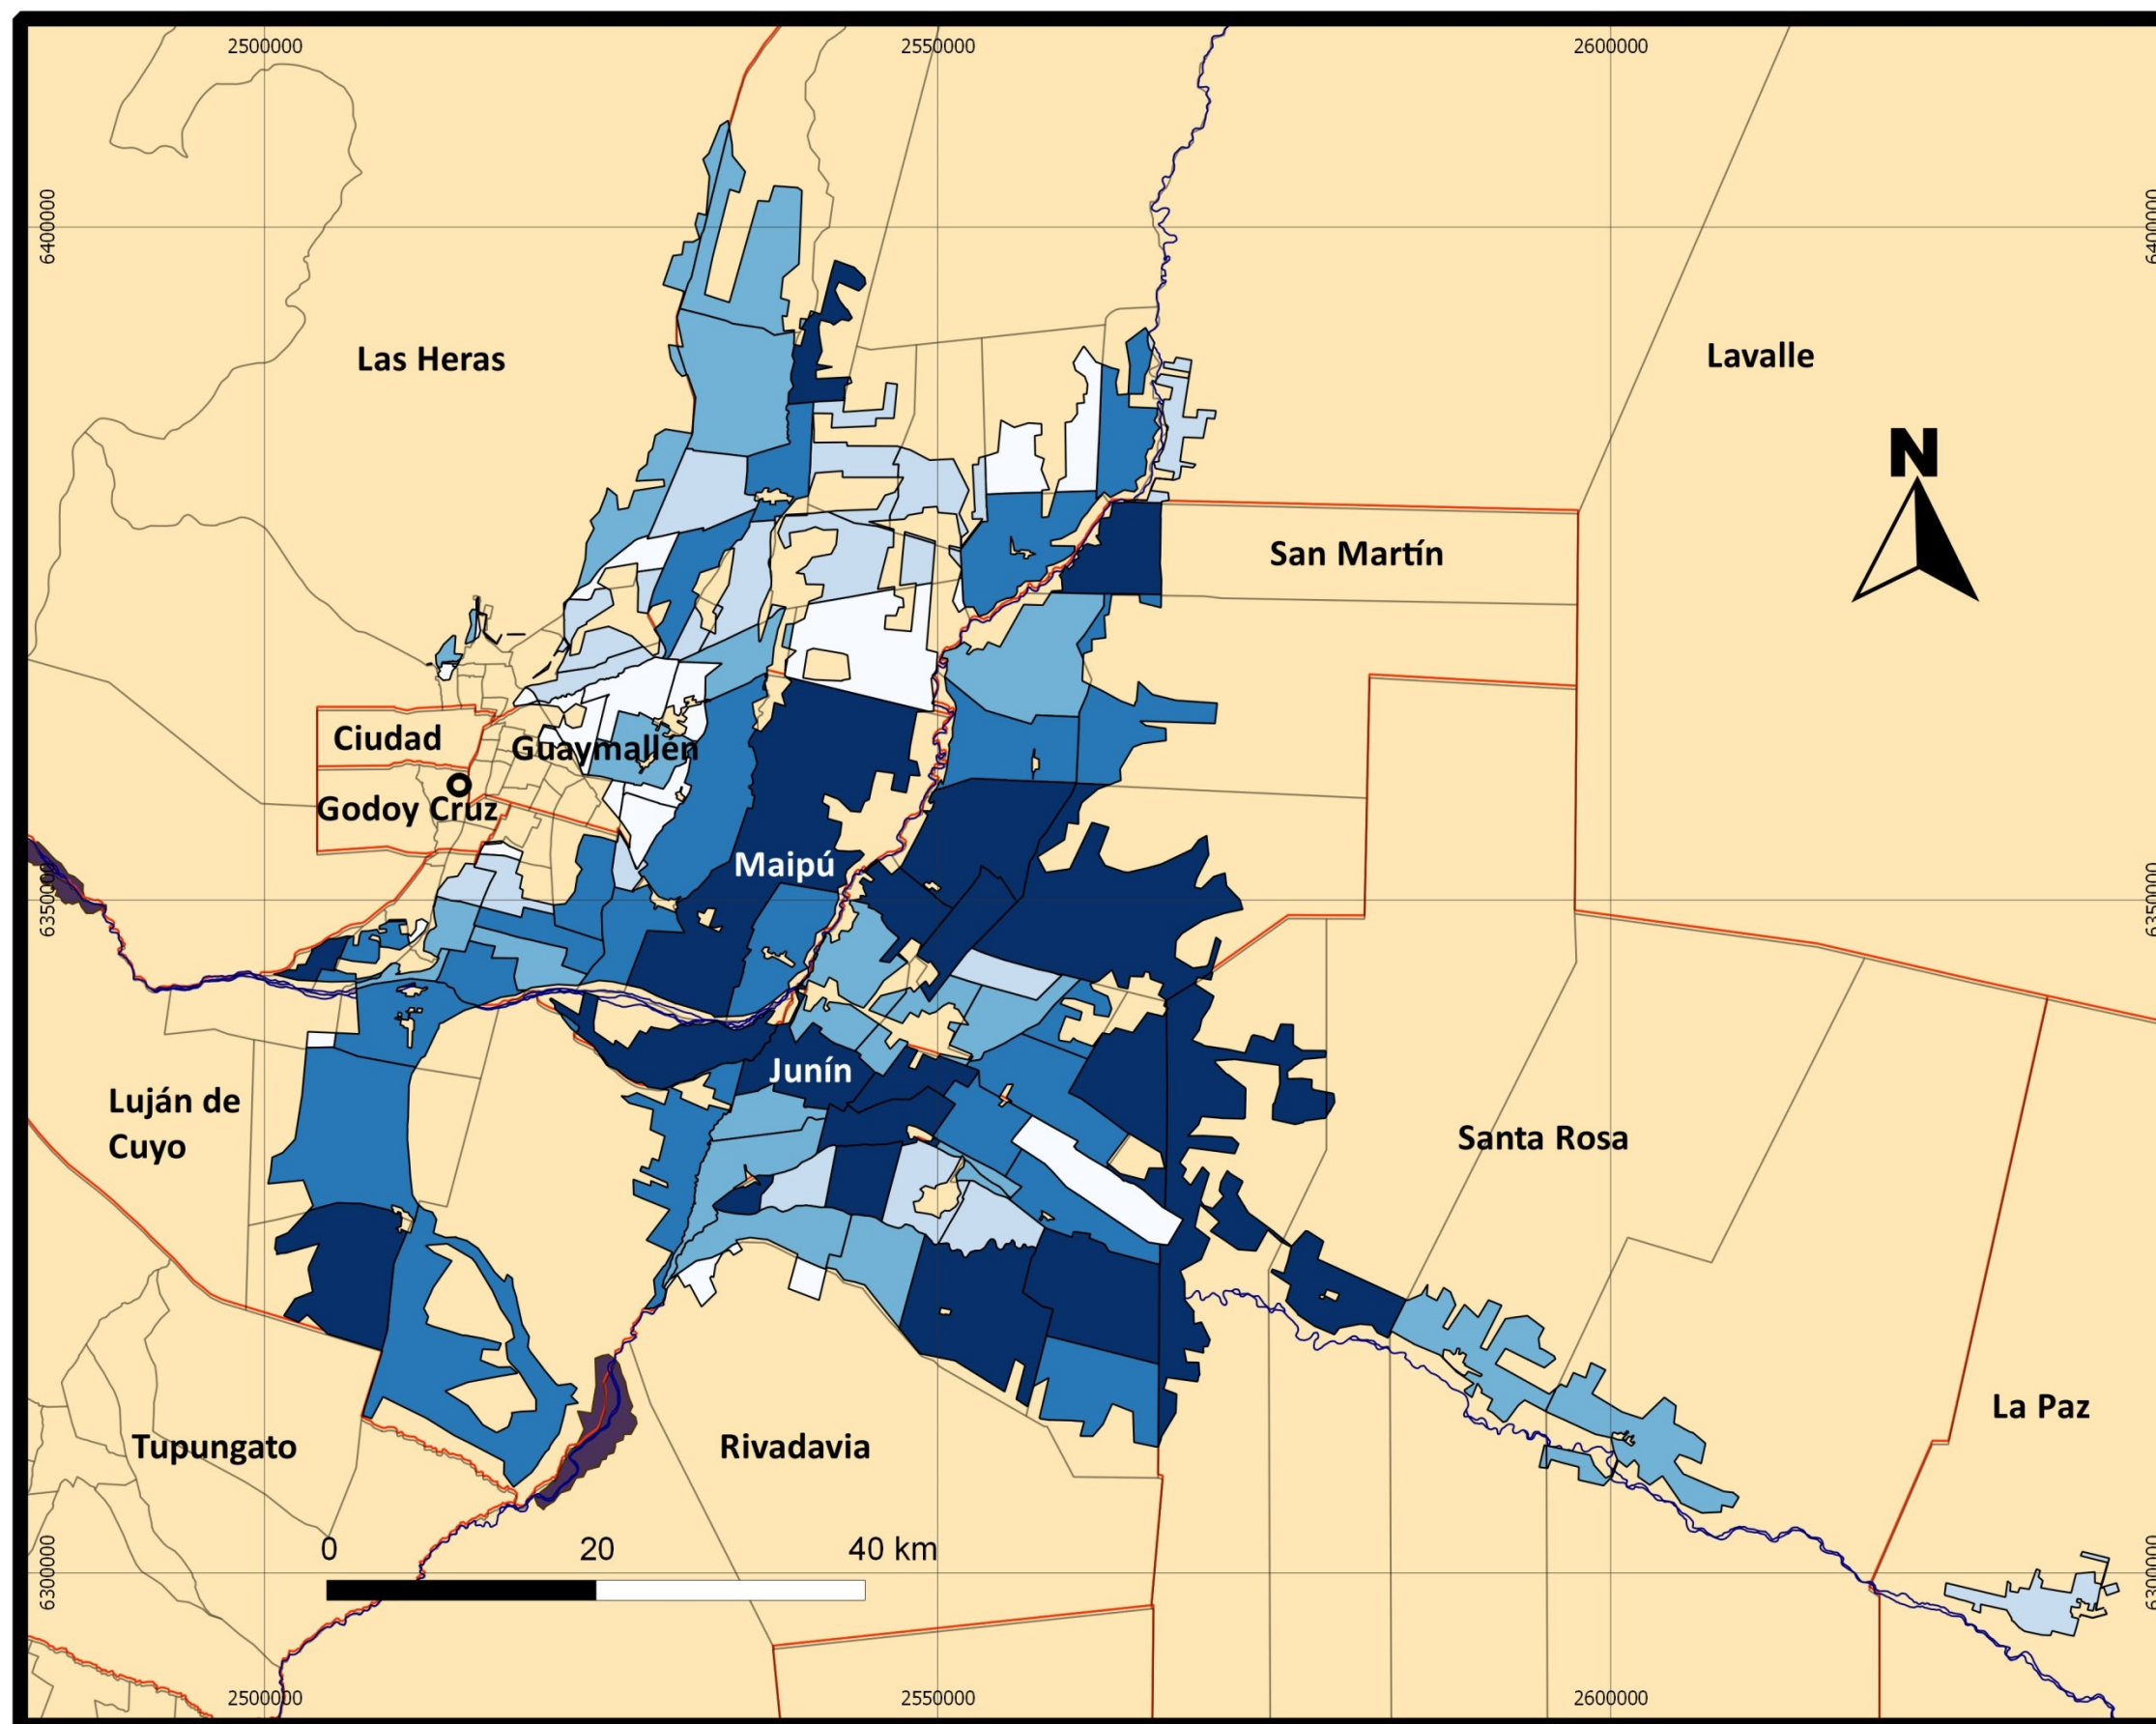 2500000
2550000
2600000
6400000
6400000
Las Heras
Lavalle
N
San Martín
Ciudad
Guaymallén
Godoy Cruz
Maipú
6350000
6350000
Junín
Luján de
Cuyo
Santa Rosa
La Paz
Tupungato
Rivadavia
0 20 40 km
6300000
6300000
2500000
2550000
2600000